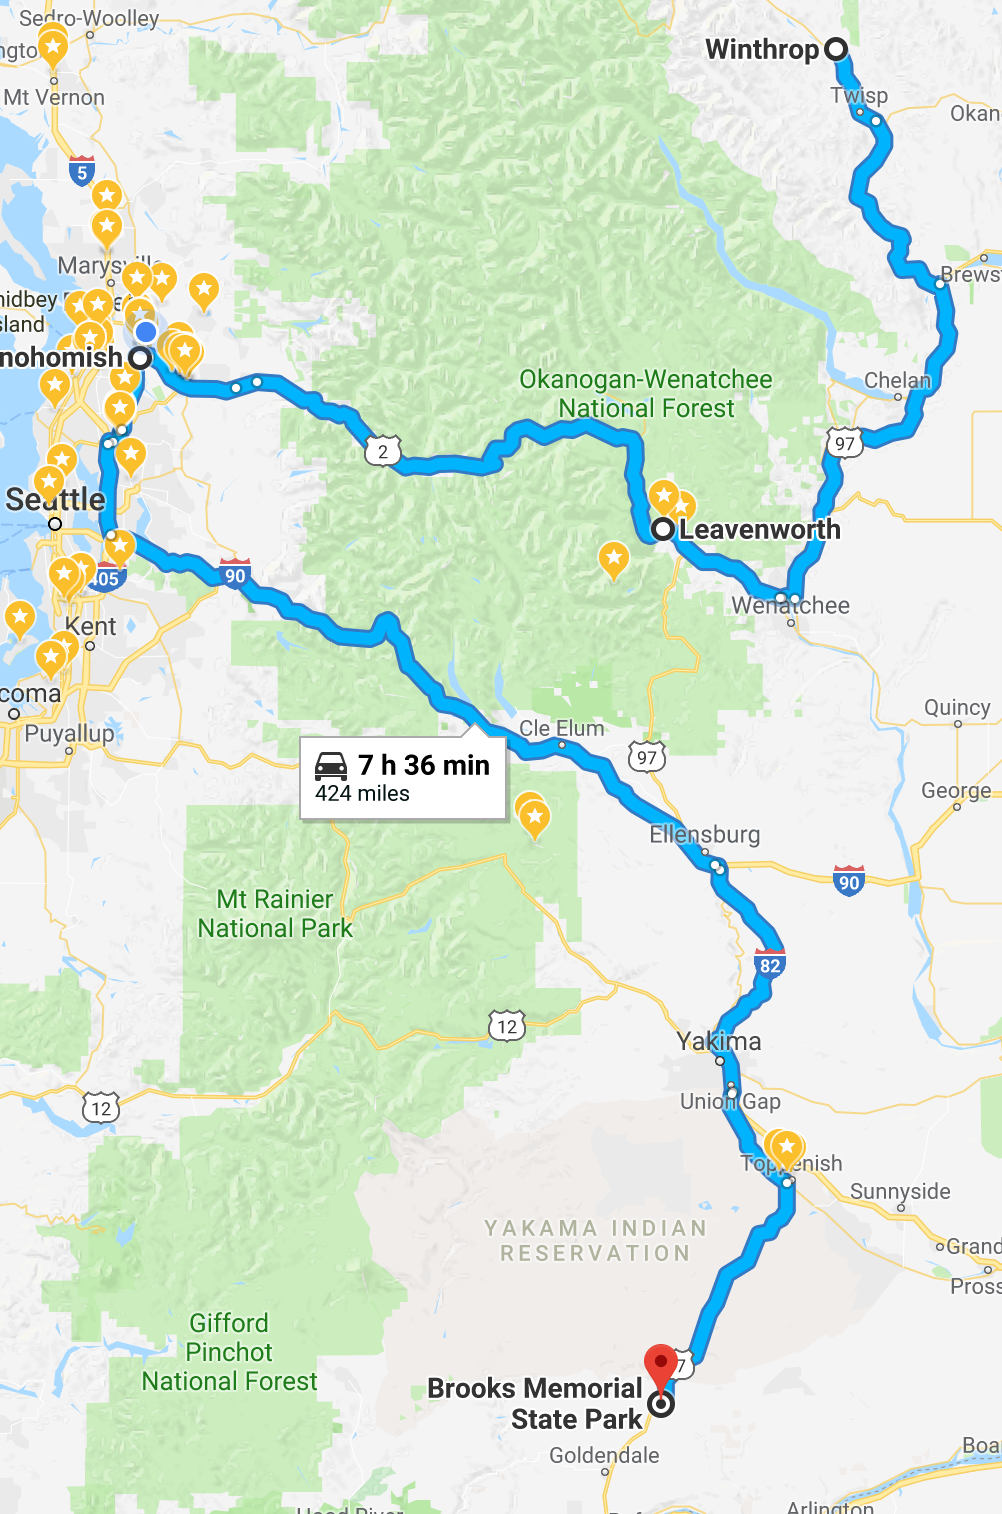 Sedro-Woolley
Winthrop
Mt Vernon
Twisp
Okan
5
Marysville
Brews
sland
nohomish
Okanogan-Wenatchee
National Forest
Chelan
2
97
Seattle
Leavenworth
405
90
Wenatchee
Kent
coma
Quincy
Puyallup
Cle Elum
7 h 36 min
424 miles
97
George
Ellensburg
90
Mt Rainier
National Park
82
12
Yakima
12
Union Gap
Toppenish
Sunnyside
YAKAMA INDIAN
RESERVATION
Grand
Pross
Gifford
Pinchot
National Forest
7
Brooks Memorial
State Park
Goldendale
Boa
Hood River
Arlington